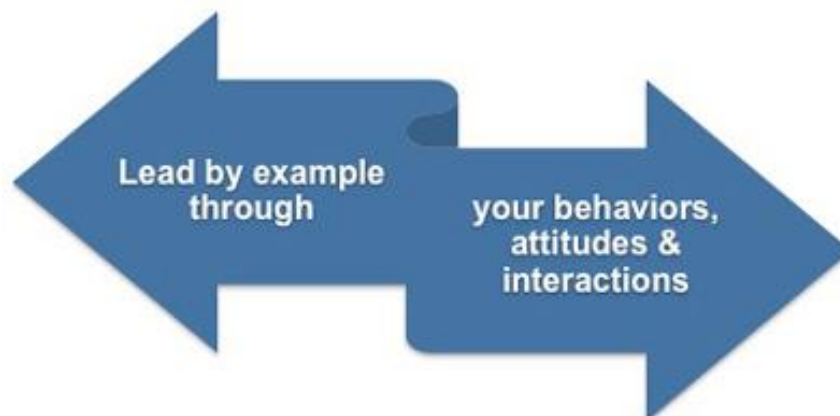 Lead by example
through
your behaviors,
attitudes &
interactions